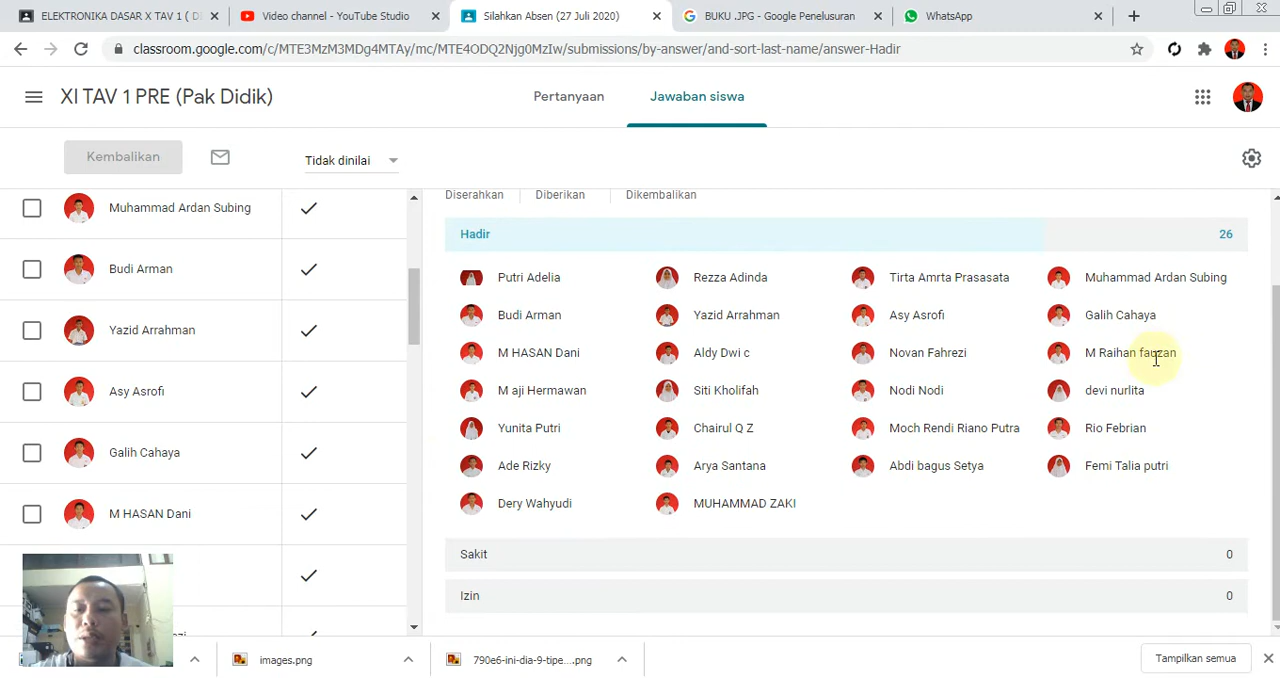 ELEKTRONIKA DASAR X TAV 1 ( D
Video channel - YouTube Studio
Silahkan Absen (27 Juli 2020)
BUKU .JPG - Google Penelusuran
WhatsApp
classroom.google.com/c/MTE3MzM3MDg4MTAy/mc/MTE4ODQ2Njg0MzIw/submissions/by-answer/and-sort-last-name/answer-Hadir
XI TAV 1 PRE (Pak Didik)
Pertanyaan
Jawaban siswa
Kembalikan
Tidak dinilai
Muhammad Ardan Subing
Budi Arman
Yazid Arrahman
Asy Asrofi
Galih Cahaya
M HASAN Dani
Diserahkan
Diberikan
Dikembalikan
Hadir 26
Putri Adelia Rezza Adinda Tirta Amrta Prasasata Muhammad Ardan Subing
Budi Arman Yazid Arrahman Asy Asrofi Galih Cahaya
M HASAN Dani Aldy Dwi c Novan Fahrezi M Raihan fauzan
M aji Hermawan Siti Kholifah Nodi Nodi devi nurlita
Yunita Putri Chairul Q Z Moch Rendi Riano Putra Rio Febrian
Ade Rizky Arya Santana Abdi bagus Setya Femi Talia putri
Dery Wahyudi MUHAMMAD ZAKI
Sakit 0
Izin 0
images.png
790e6-ini-dia-9-tipe....png
Tampilkan semua